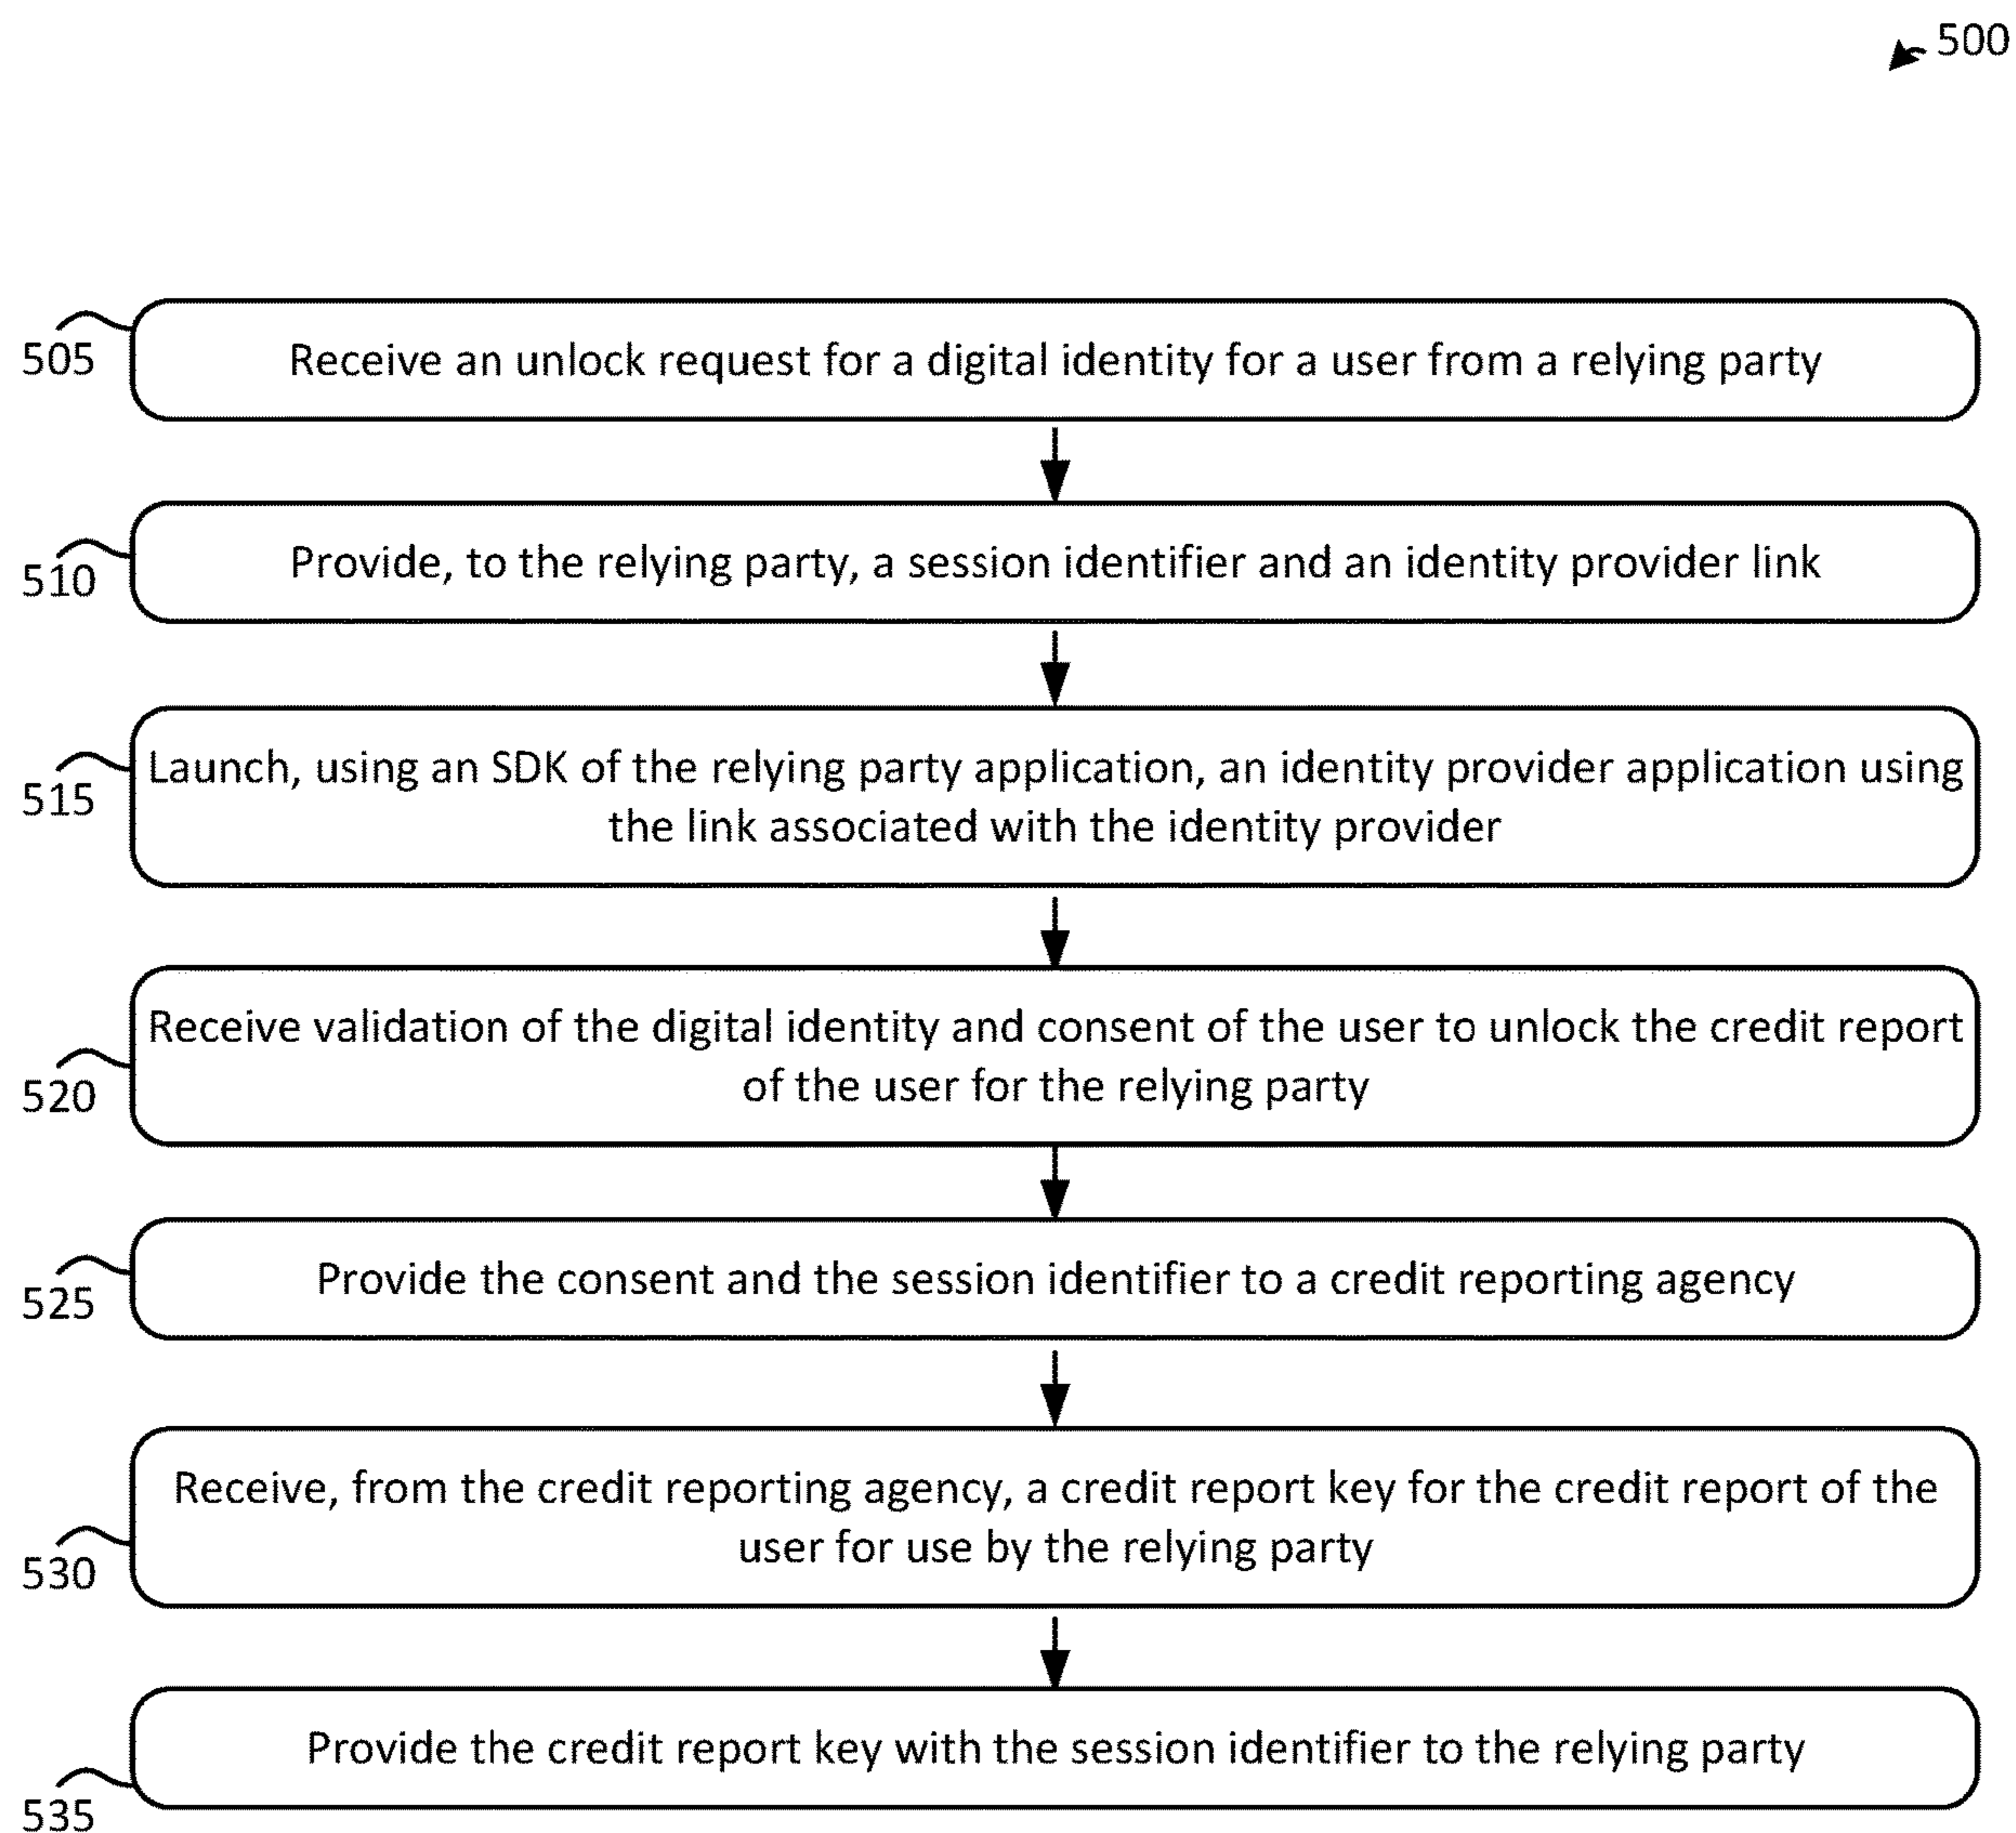 500
505
Receive an unlock request for a digital identity for a user from a relying party
510
Provide, to the relying party, a session identifier and an identity provider link
515
Launch, using an SDK of the relying party application, an identity provider application using
the link associated with the identity provider
520
Receive validation of the digital identity and consent of the user to unlock the credit report
of the user for the relying party
525
Provide the consent and the session identifier to a credit reporting agency
530
Receive, from the credit reporting agency, a credit report key for the credit report of the
user for use by the relying party
535
Provide the credit report key with the session identifier to the relying party